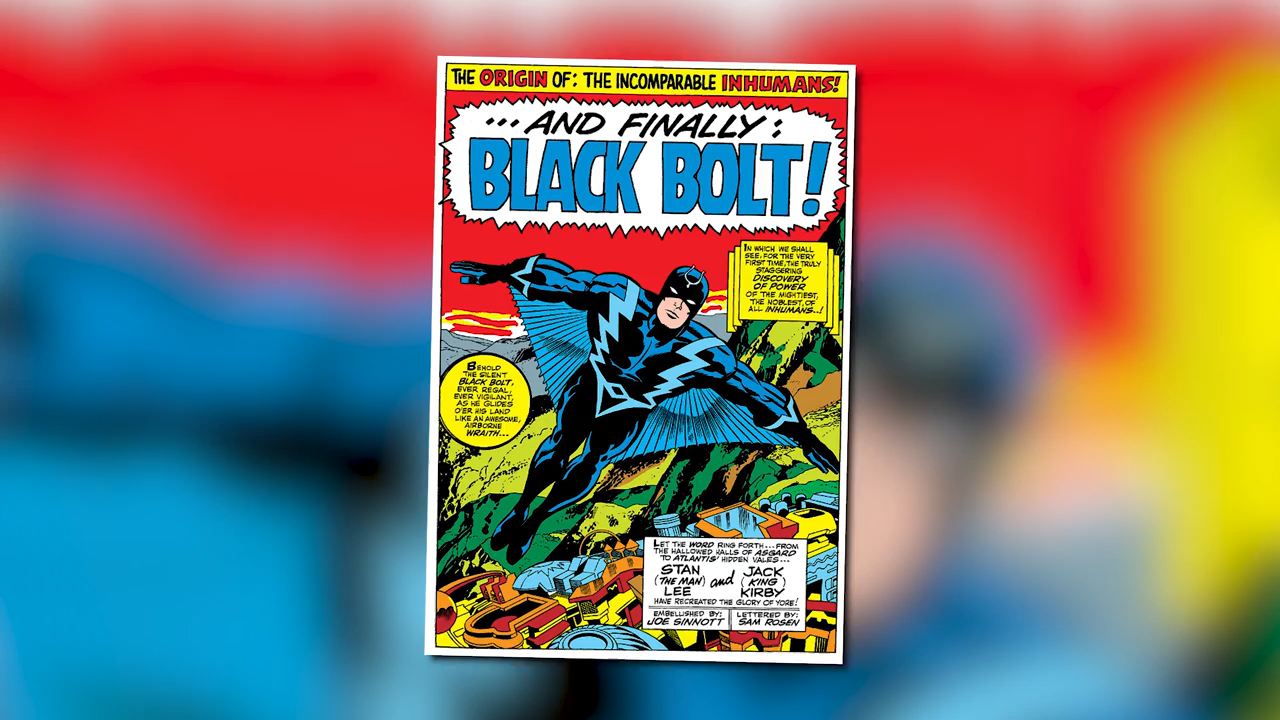 THE ORIGIN OF: THE INCOMPARABLE INHUMANS!
...AND FINALLY:
BLACK BOLT!
IN WHICH WE SHALL
SEE, FOR THE VERY
FIRST TIME, THE TRULY
STAGGERING
DISCOVERY
OF POWER
OF THE MIGHTIEST,
THE NOBLEST, OF
ALL INHUMANS..!
BEHOLD
THE SILENT
BLACK BOLT,
EVER REGAL,
EVER VIGILANT,
AS HE GLIDES
O'ER HIS LAND
LIKE AN AWESOME,
AIRBORNE
WRAITH...
LET THE WORD RING FORTH...FROM
THE HALLOWED HALLS OF ASGARD
TO ATLANTIS' HIDDEN VALES...
STAN
(THE MAN)
LEE
and
JACK
(KING)
KIRBY
HAVE RECREATED THE GLORY OF YORE!
EMBELLISHED BY:
JOE SINNOTT
LETTERED BY:
SAM ROSEN